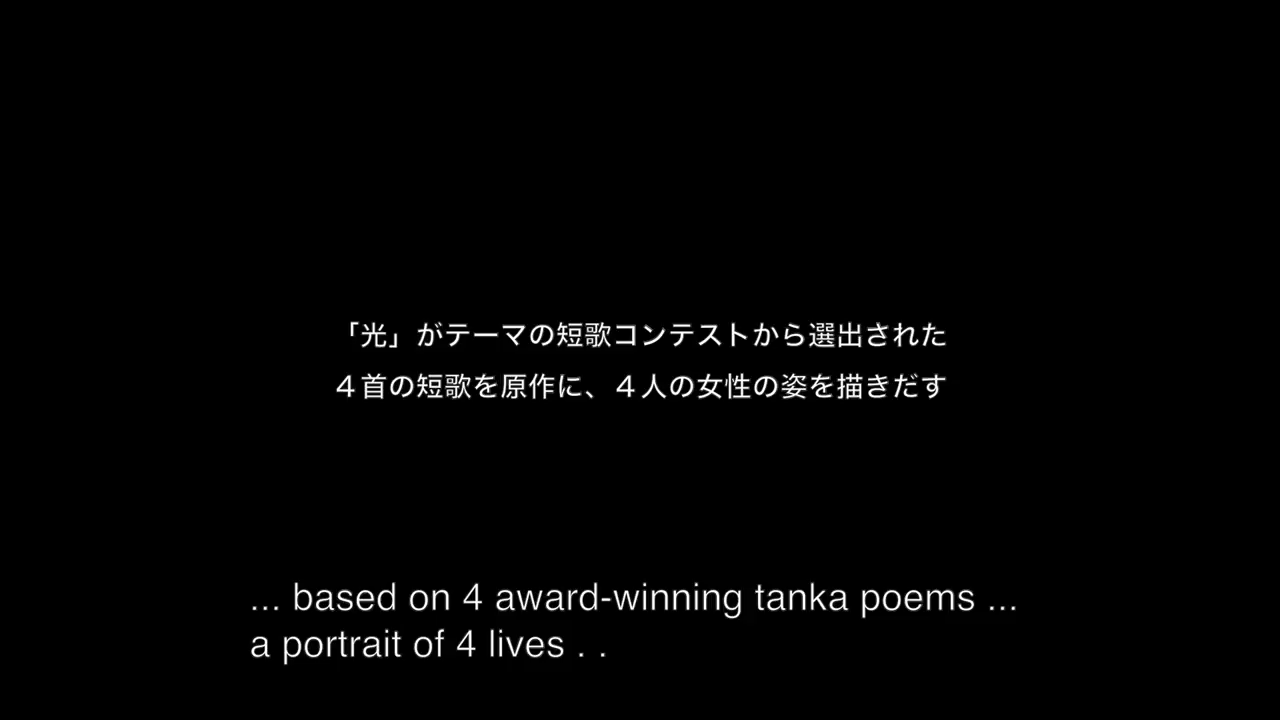 「光」がテーマの短歌コンテストから選出された
４首の短歌を原作に、４人の女性の姿を描きだす
... based on 4 award-winning tanka poems ...
a portrait of 4 lives . .